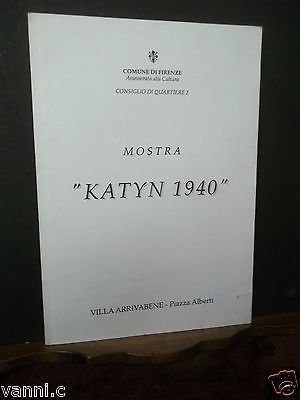 COMUNE DI FIRENZE
Assessorato alla Cultura
CONSIGLIO DI QUARTIERE 2
MOSTRA
"KATYN 1940"
VILLA ARRIVABENE - Piazza Alberti
vanni.c